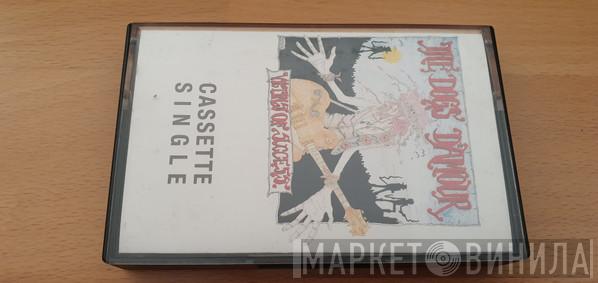 THE DOGS D'AMOUR
"VICTIMS OF SUCCESS"
CASSETTE
SINGLE
МАРКЕТ ВИНИЛА